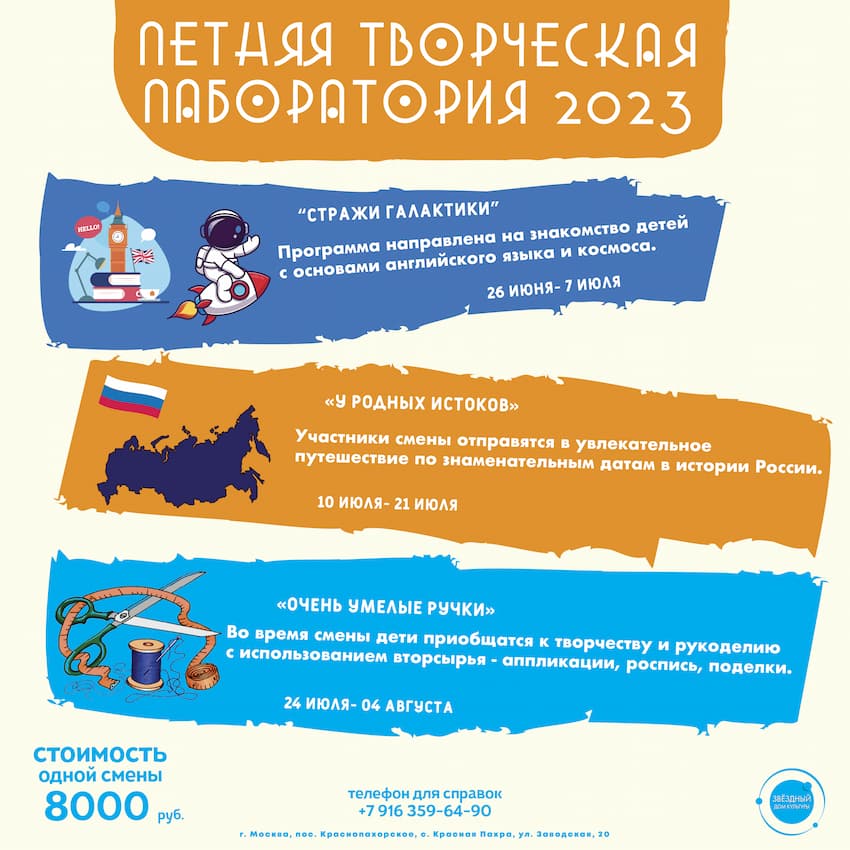 ЛЕТНЯЯ ТВОРЧЕСКАЯ
ЛАБОРАТОРИЯ 2023
HELLO!
“СТРАЖИ ГАЛАКТИКИ”
Программа направлена на знакомство детей
с основами английского языка и космоса.
26 ИЮНЯ- 7 ИЮЛЯ
«У РОДНЫХ ИСТОКОВ»
Участники смены отправятся в увлекательное
путешествие по знаменательным датам в истории России.
10 ИЮЛЯ- 21 ИЮЛЯ
«ОЧЕНЬ УМЕЛЫЕ РУЧКИ»
Во время смены дети приобщатся к творчеству и рукоделию
с использованием вторсырья - аппликации, роспись, поделки.
24 ИЮЛЯ- 04 АВГУСТА
СТОИМОСТЬ
одной смены
8000 руб.
телефон для справок
+7 916 359-64-90
г. Москва, пос. Краснопахорское, с. Красная Пахра, ул. Заводская, 20
ЗВЁЗДНЫЙ
ДОМ КУЛЬТУРЫ